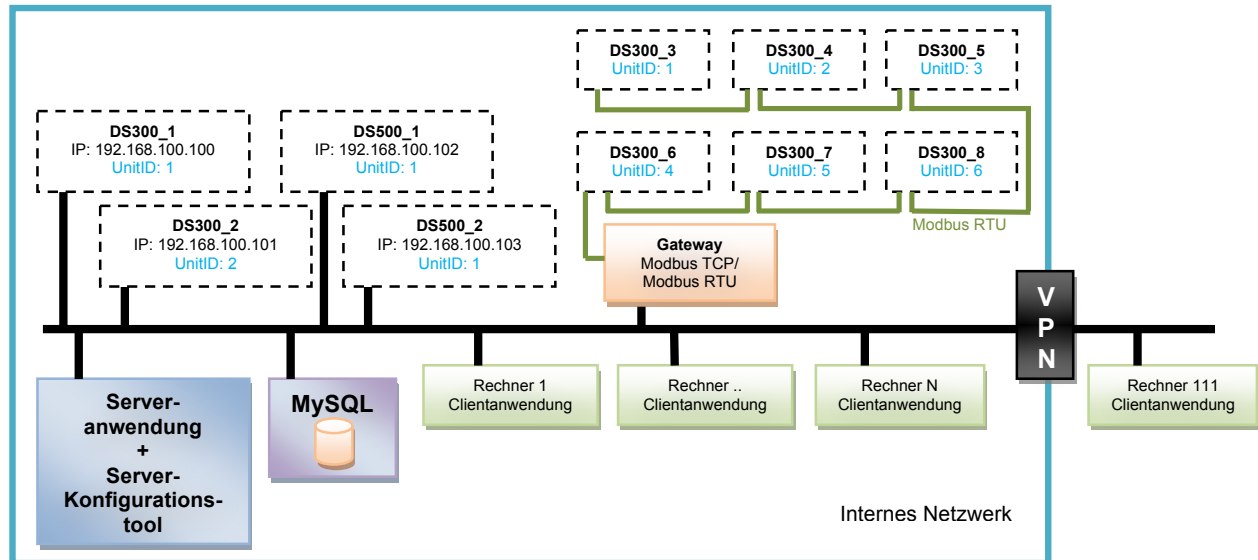 DS300_3
UnitID: 1
DS300_4
UnitID: 2
DS300_5
UnitID: 3
DS300_1
IP: 192.168.100.100
UnitID: 1
DS500_1
IP: 192.168.100.102
UnitID: 1
DS300_6
UnitID: 4
DS300_7
UnitID: 5
DS300_8
UnitID: 6
DS300_2
IP: 192.168.100.101
UnitID: 2
DS500_2
IP: 192.168.100.103
UnitID: 1
Modbus RTU
Gateway
Modbus TCP/
Modbus RTU
V
P
N
Server-
anwendung
+
Server-
Konfigurations-
tool
MySQL
Rechner 1
Clientanwendung
Rechner ..
Clientanwendung
Rechner N
Clientanwendung
Rechner 111
Clientanwendung
Internes Netzwerk